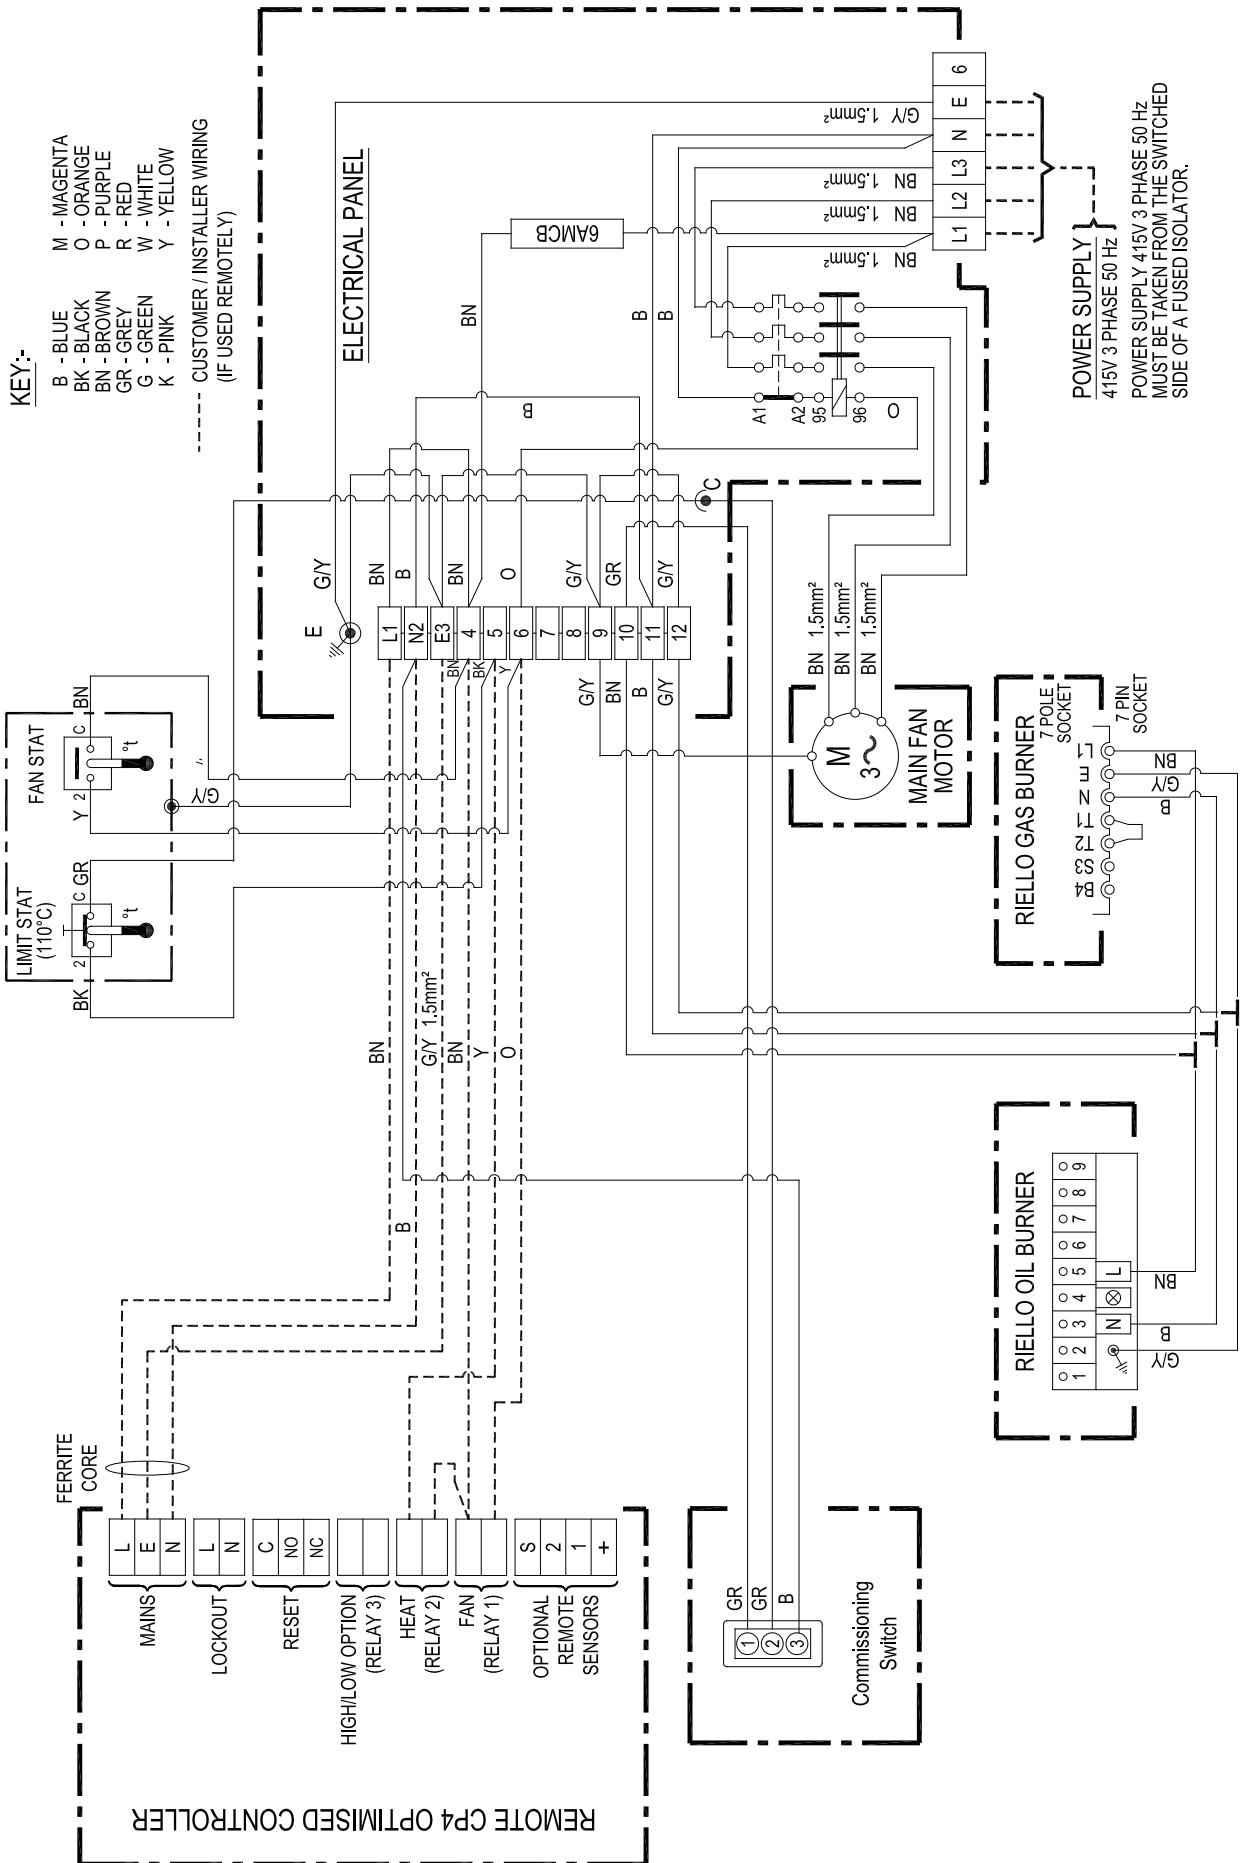 KEY:-
B - BLUE
BK - BLACK
BN - BROWN
GR - GREY
G - GREEN
K - PINK
M - MAGENTA
O - ORANGE
P - PURPLE
R - RED
W - WHITE
Y - YELLOW
CUSTOMER / INSTALLER WIRING
(IF USED REMOTELY)
LIMIT STAT
(110°C)
BK
2
C
GR
°t
FAN STAT
Y
2
C
BN
°t
G/Y
ELECTRICAL PANEL
E
G/Y
BN
B
BN
O
G/Y
GR
G/Y
BN
B
B
B
6AMCB
L1
N2
E3
4
5
6
7
8
9
10
11
12
BN
BK
Y
G/Y
BN
B
G/Y
C
A1
A2
95
96
O
BN 1.5mm²
BN 1.5mm²
BN 1.5mm²
G/Y 1.5mm²
L1
L2
L3
N
E
6
POWER SUPPLY
415V 3 PHASE 50 Hz
POWER SUPPLY 415V 3 PHASE 50 Hz
MUST BE TAKEN FROM THE SWITCHED
SIDE OF A FUSED ISOLATOR.
BN
G/Y 1.5mm²
BN
Y
O
B
FERRITE
CORE
L
E
N
MAINS
L
N
LOCKOUT
C
NO
NC
RESET
HIGH/LOW OPTION
(RELAY 3)
HEAT
(RELAY 2)
FAN
(RELAY 1)
S
2
1
+
OPTIONAL
REMOTE
SENSORS
REMOTE CP4 OPTIMISED CONTROLLER
BN 1.5mm²
BN 1.5mm²
BN 1.5mm²
M
3~
MAIN FAN
MOTOR
GR
GR
B
1
2
3
Commissioning
Switch
RIELLO OIL BURNER
1
2
3
4
5
6
7
8
9
N
L
G/Y
B
BN
RIELLO GAS BURNER
7 POLE
SOCKET
7 PIN
SOCKET
B4
S3
T2
T1
N
E
L1
B
G/Y
BN